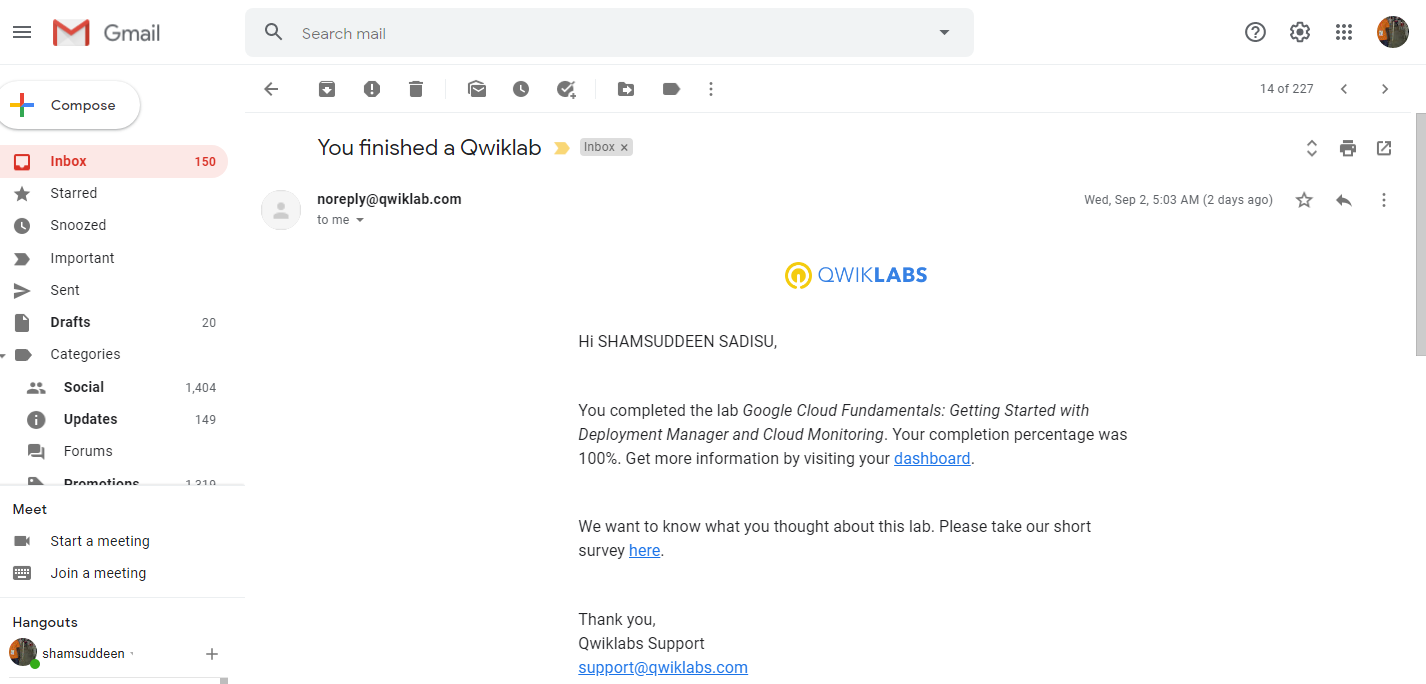 Gmail
Search mail
Compose
14 of 227
Inbox 150
Starred
Snoozed
Important
Sent
Drafts 20
Categories
Social 1,404
Updates 149
Forums
Promotions 1,319
Meet
Start a meeting
Join a meeting
Hangouts
shamsuddeen
You finished a Qwiklab Inbox x
noreply@qwiklab.com Wed, Sep 2, 5:03 AM (2 days ago)
to me
QWIKLABS
Hi SHAMSUDDEEN SADISU,
You completed the lab Google Cloud Fundamentals: Getting Started with
Deployment Manager and Cloud Monitoring. Your completion percentage was
100%. Get more information by visiting your dashboard.
We want to know what you thought about this lab. Please take our short
survey here.
Thank you,
Qwiklabs Support
support@qwiklabs.com